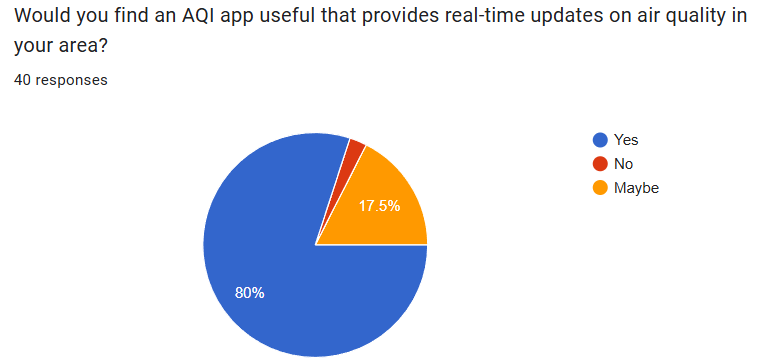 Would you find an AQI app useful that provides real-time updates on air quality in
your area?
40 responses
Yes
No
Maybe
17.5%
80%